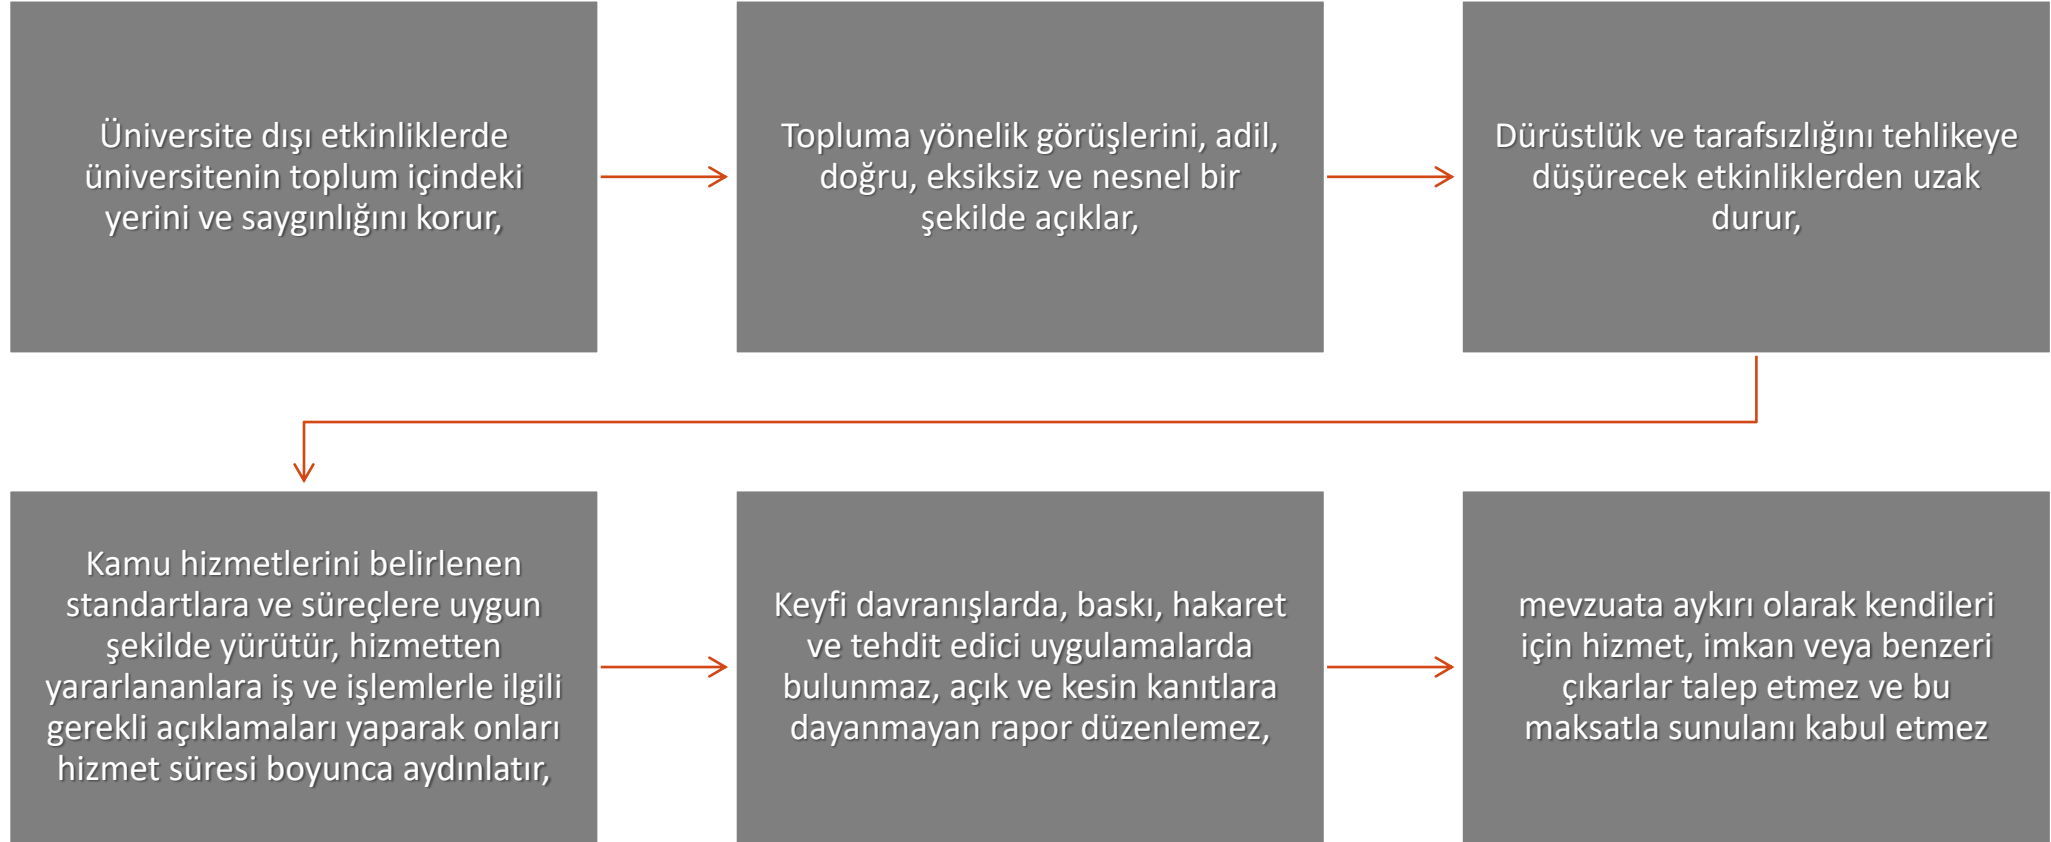 Üniversite dışı etkinliklerde
üniversitenin toplum içindeki
yerini ve saygınlığını korur,
Topluma yönelik görüşlerini, adil,
doğru, eksiksiz ve nesnel bir
şekilde açıklar,
Dürüstlük ve tarafsızlığını tehlikeye
düşürecek etkinliklerden uzak
durur,
Kamu hizmetlerini belirlenen
standartlara ve süreçlere uygun
şekilde yürütür, hizmetten
yararlananlara iş ve işlemlerle ilgili
gerekli açıklamaları yaparak onları
hizmet süresi boyunca aydınlatır,
Keyfi davranışlarda, baskı, hakaret
ve tehdit edici uygulamalarda
bulunmaz, açık ve kesin kanıtlara
dayanmayan rapor düzenlemez,
mevzuata aykırı olarak kendileri
için hizmet, imkan veya benzeri
çıkarlar talep etmez ve bu
maksatla sunulanı kabul etmez